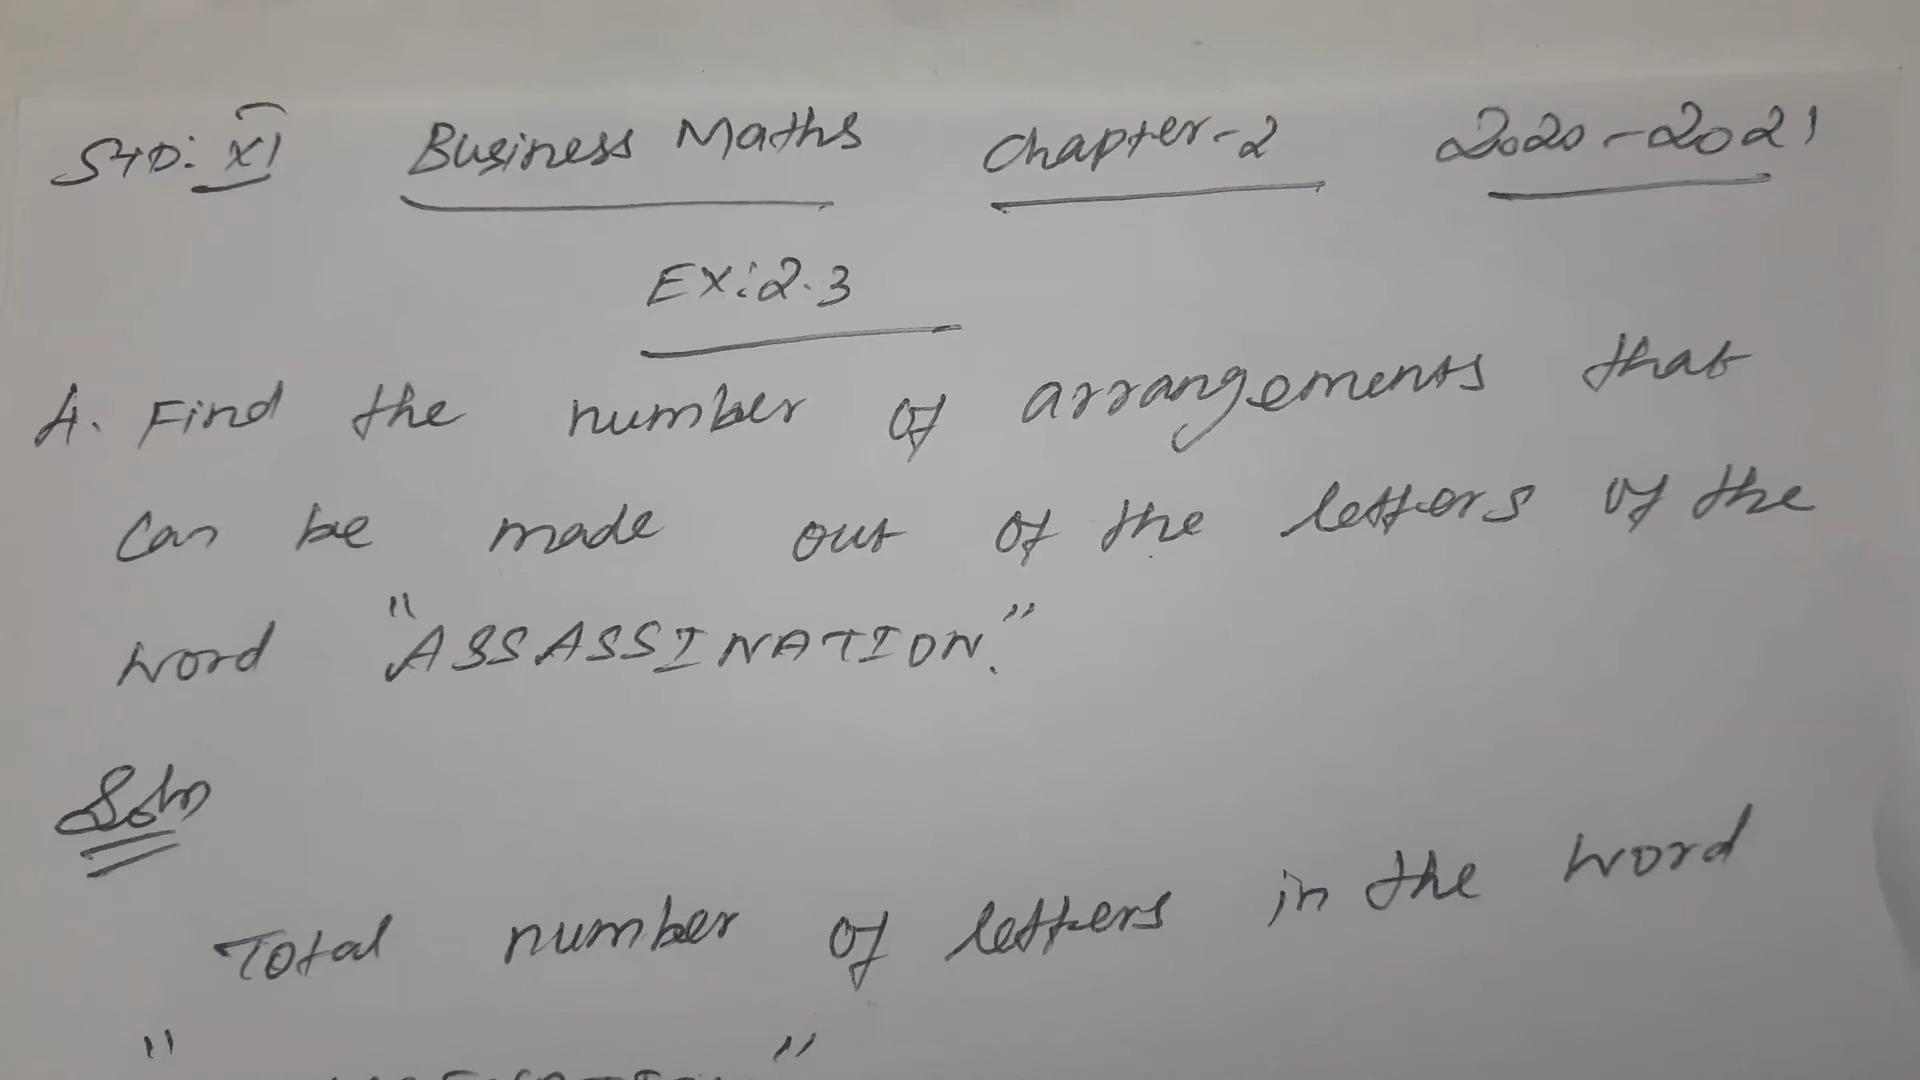 STD: XI Business Maths Chapter-2 2020-2021
EX:2.3
4. Find the number of arrangements that
can be made out of the letters of the
word "ASSASSINATION."
Soln
Total number of letters in the word
" "